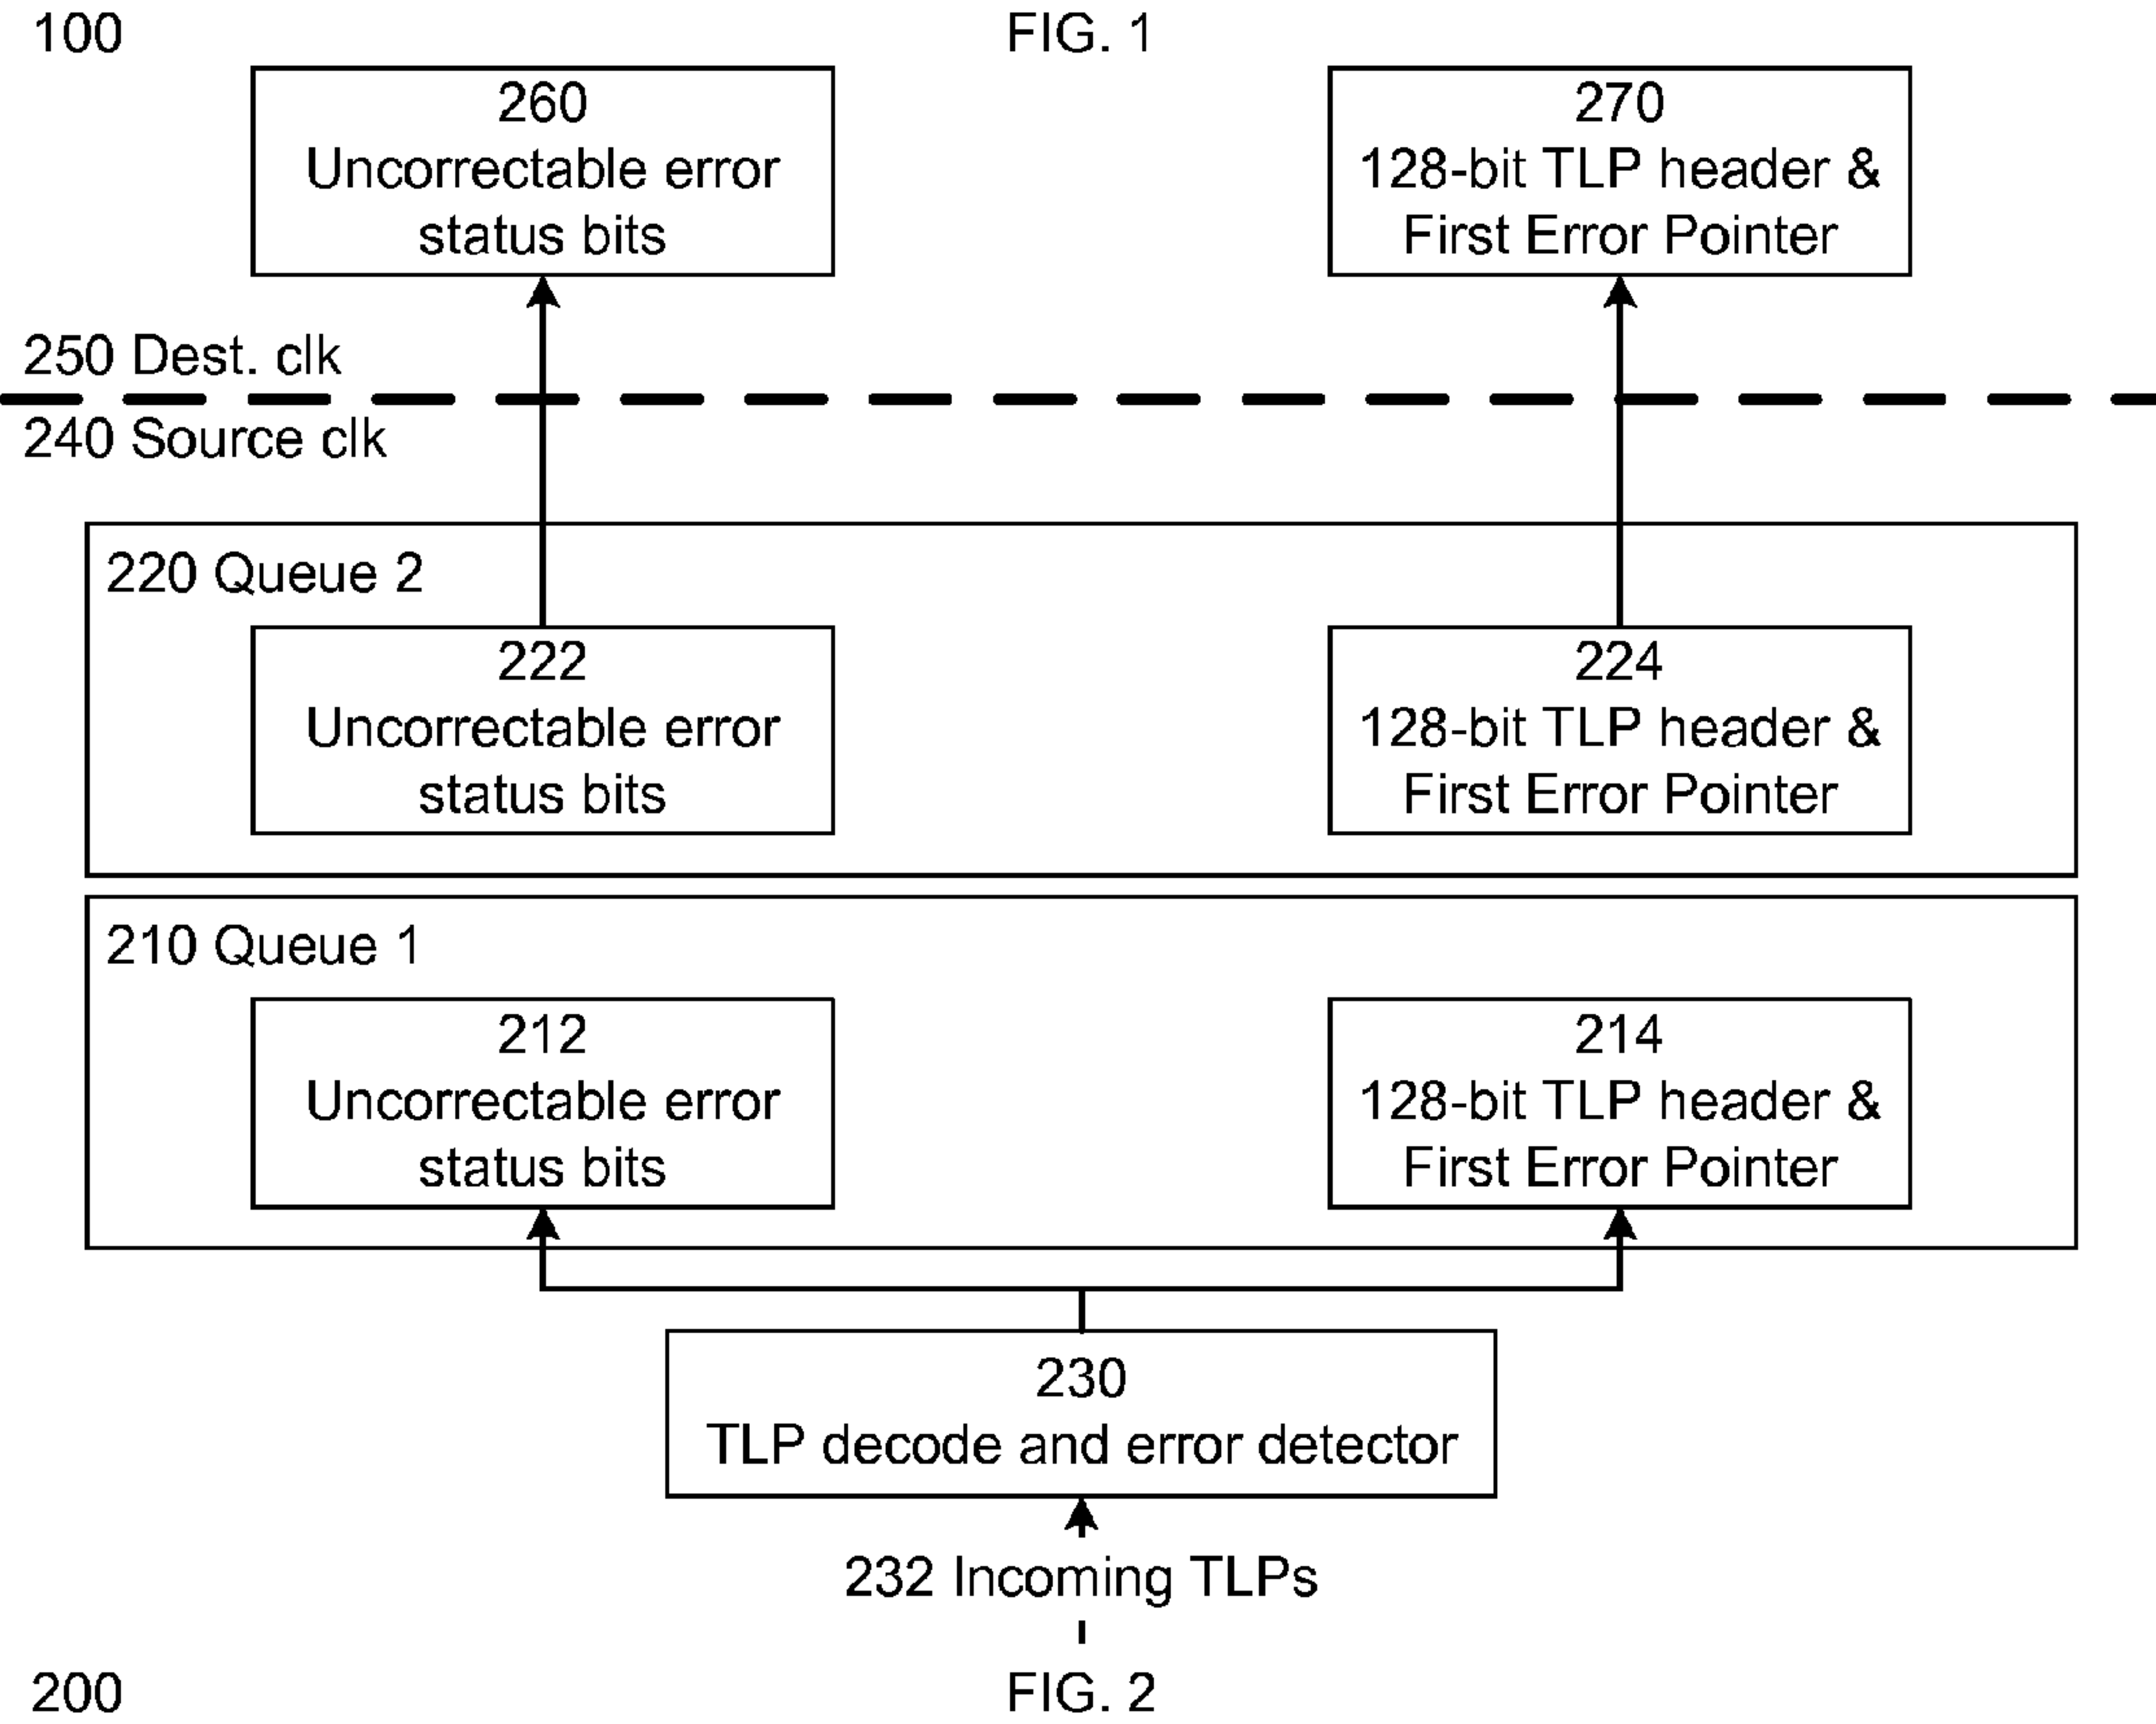 100
FIG. 1
260
Uncorrectable error
status bits
270
128-bit TLP header &
First Error Pointer
250 Dest. clk
240 Source clk
220 Queue 2
222
Uncorrectable error
status bits
224
128-bit TLP header &
First Error Pointer
210 Queue 1
212
Uncorrectable error
status bits
214
128-bit TLP header &
First Error Pointer
230
TLP decode and error detector
232 Incoming TLPs
200
FIG. 2